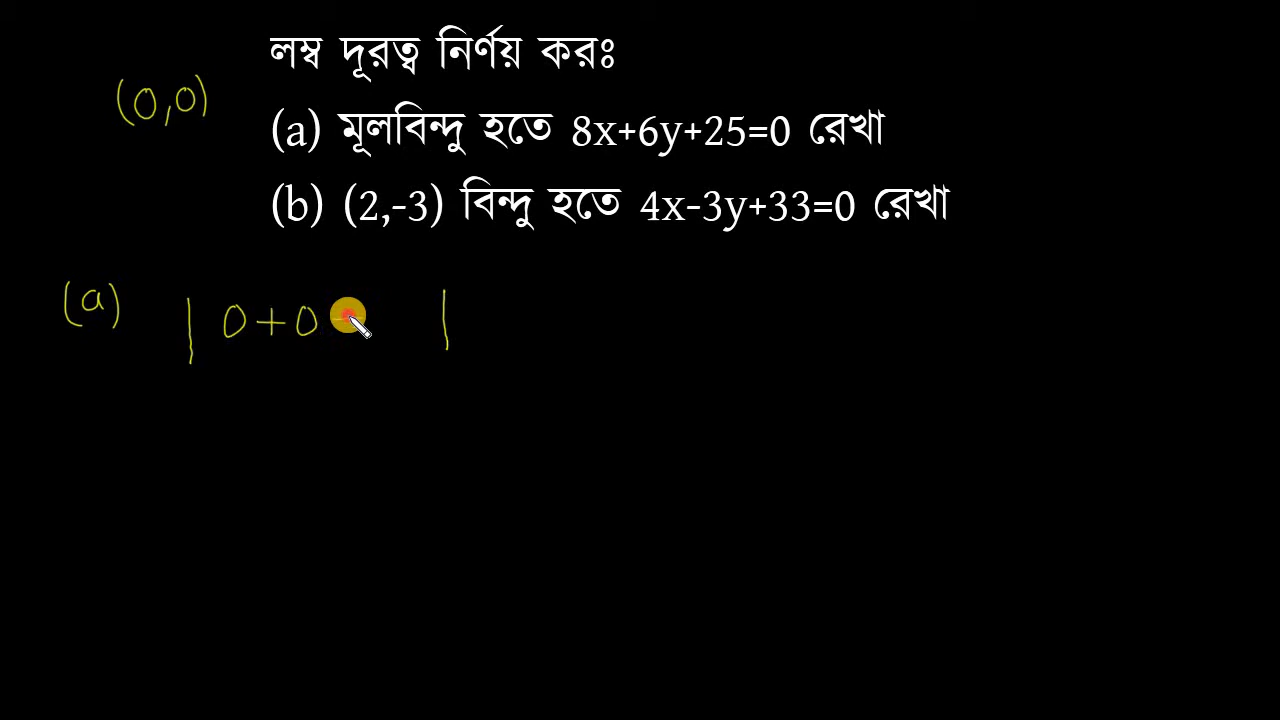 লম্ব দূরত্ব নির্ণয় করঃ
(0,0)
(a) মূলবিন্দু হতে 8x+6y+25=0 রেখা
(b) (2,-3) বিন্দু হতে 4x-3y+33=0 রেখা
(a) | 0+0 |